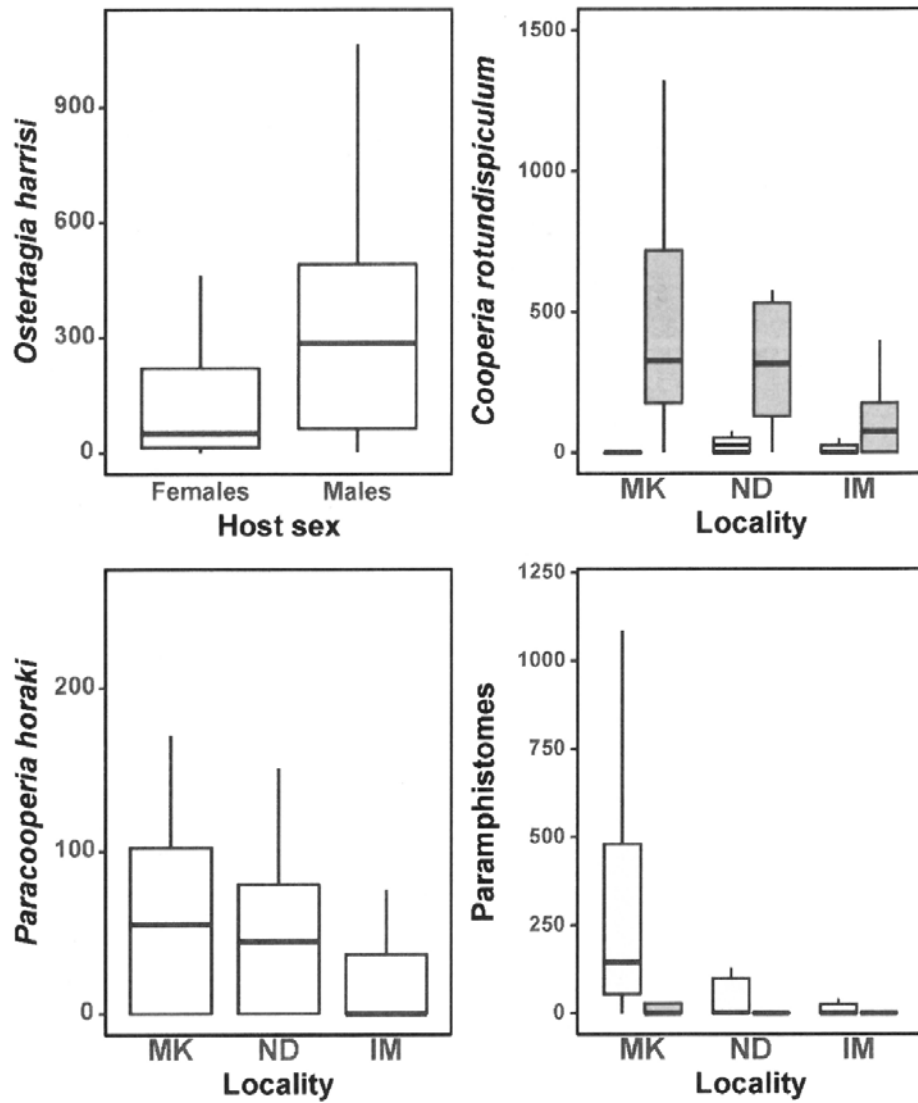 Ostertagia harrisi
900
600
300
0
Females Males
Host sex
Cooperia rotundispiculum
1500
1000
500
0
MK ND IM
Locality
Paracooperia horaki
200
100
0
MK ND IM
Locality
Paramphistomes
1250
1000
750
500
250
0
MK ND IM
Locality